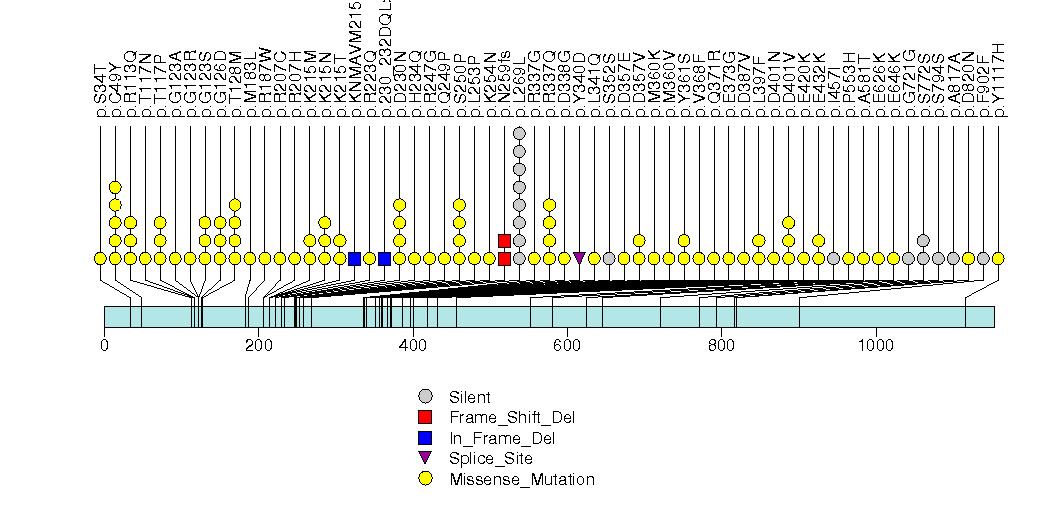 p.S34T
p.C49Y
p.R113Q
p.T117N
p.T117P
p.G123A
p.G123R
p.G123S
p.G126D
p.T128M
p.M183L
p.R187W
p.R207C
p.R207H
p.K215M
p.K215N
p.K215T
p.KNIMAVM215
p.R223Q
p.230_232DQL
p.D230N
p.H234Q
p.R247G
p.Q249P
p.S250P
p.L253P
p.K254N
p.N259fs
p.L269L
p.R337G
p.R337Q
p.D338G
p.Y340D
p.L341Q
p.S352S
p.D357E
p.D357V
p.M360K
p.M360V
p.Y361S
p.V368F
p.Q371R
p.E373G
p.D387V
p.L397F
p.D401N
p.D401V
p.E420K
p.E432K
p.I457I
p.P553H
p.A581T
p.E626K
p.E646K
p.G721G
p.S772S
p.S794S
p.A817A
p.D820N
p.F902F
p.Y1117H
0 200 400 600 800 1000
Silent
Frame_Shift_Del
In_Frame_Del
Splice_Site
Missense_Mutation